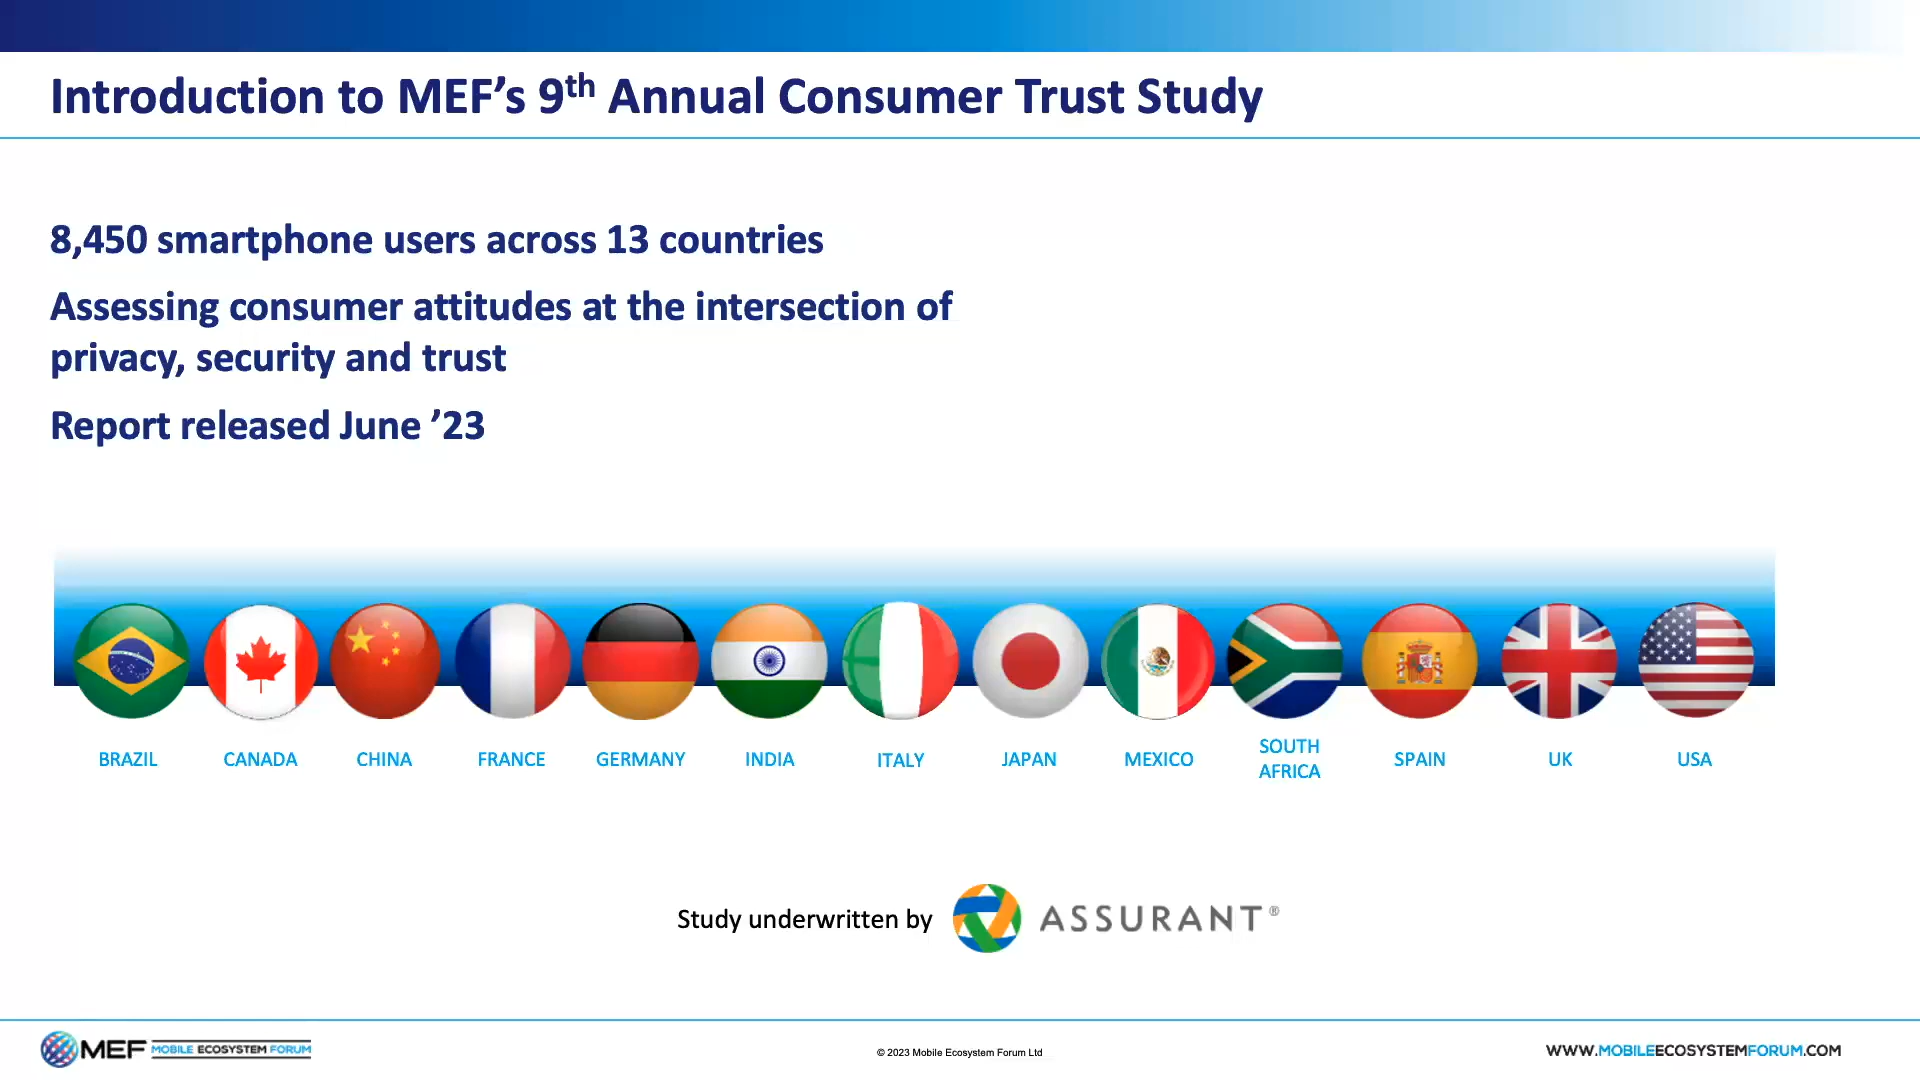 Introduction to MEF’s 9th Annual Consumer Trust Study
8,450 smartphone users across 13 countries
Assessing consumer attitudes at the intersection of
privacy, security and trust
Report released June ’23
BRAZIL CANADA CHINA FRANCE GERMANY INDIA ITALY JAPAN MEXICO SOUTH AFRICA SPAIN UK USA
Study underwritten by ASSURANT®
MEF MOBILE ECOSYSTEM FORUM
© 2023 Mobile Ecosystem Forum Ltd
WWW.MOBILEECOSYSTEMFORUM.COM